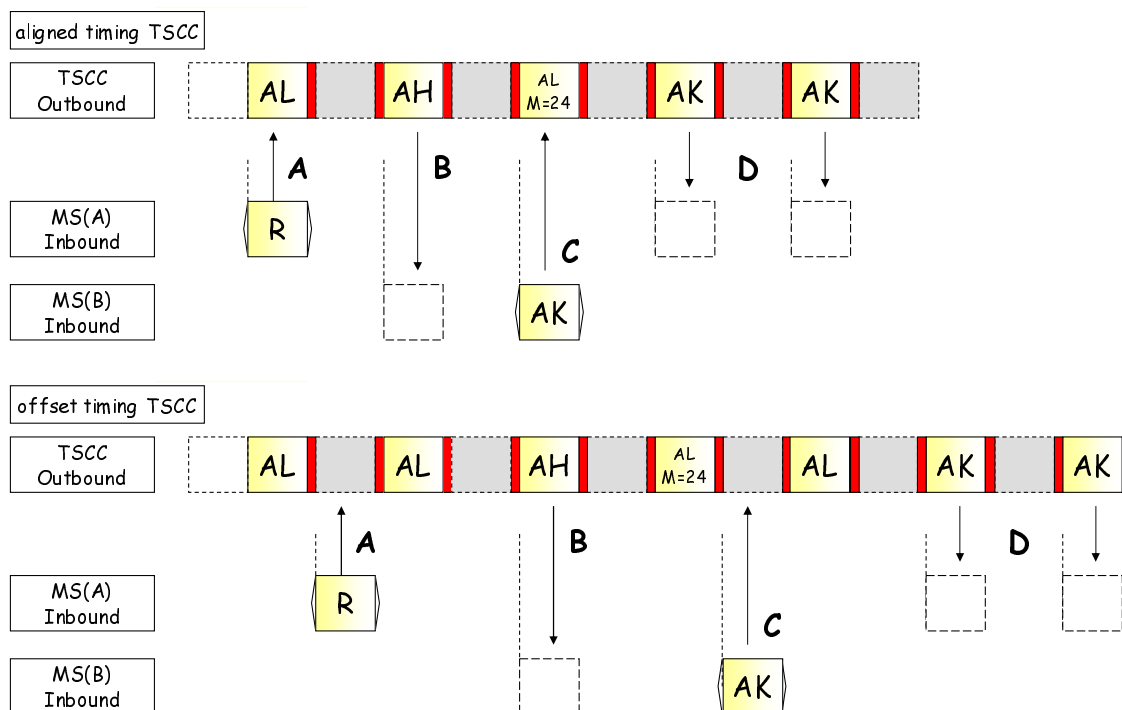 aligned timing TSCC
TSCC
Outbound
AL
AH
AL
M=24
AK
AK
A
B
D
MS(A)
Inbound
R
C
MS(B)
Inbound
AK
offset timing TSCC
TSCC
Outbound
AL
AL
AH
AL
M=24
AL
AK
AK
A
B
D
MS(A)
Inbound
R
C
MS(B)
Inbound
AK